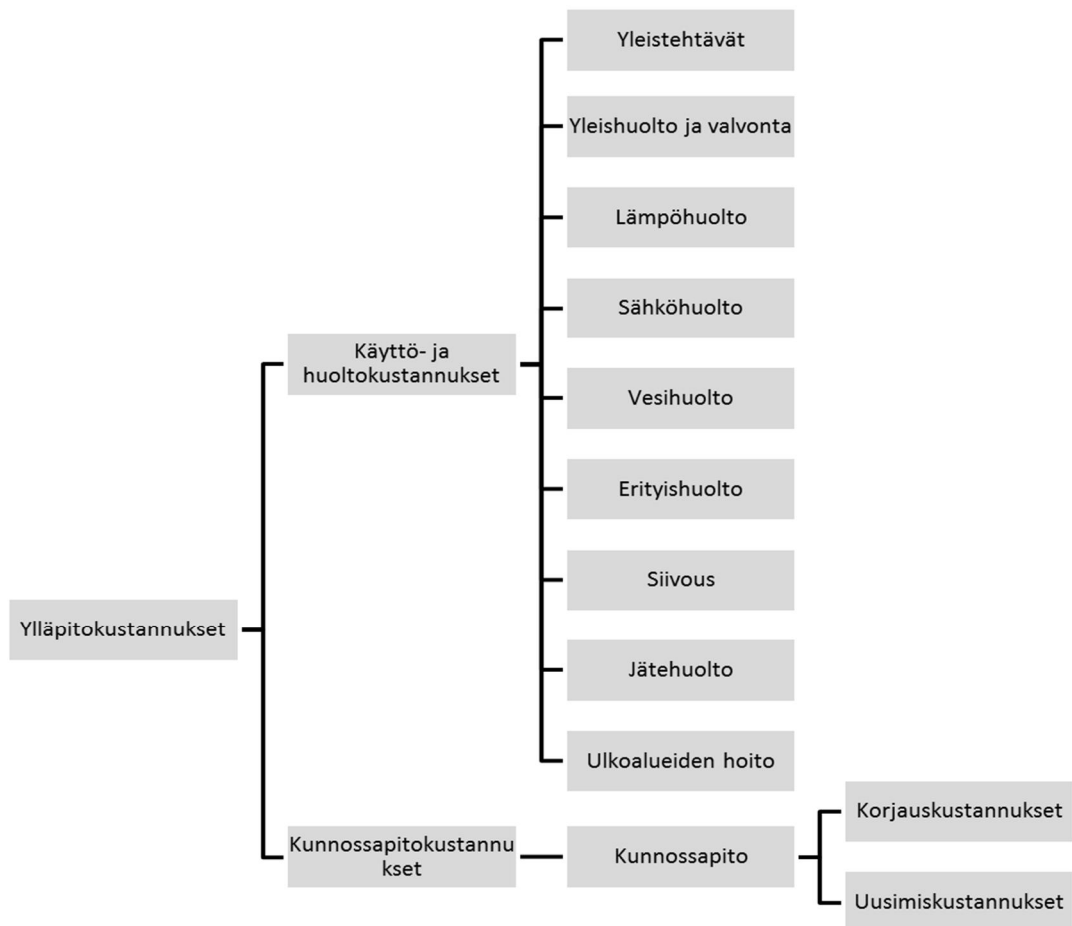 Yleistehtävät
Yleishuolto ja valvonta
Lämpöhuolto
Sähköhuolto
Käyttö- ja
huoltokustannukset
Vesihuolto
Erityishuolto
Siivous
Ylläpitokustannukset
Jätehuolto
Ulkoalueiden hoito
Korjauskustannukset
Kunnossapitokustannu
kset
Kunnossapito
Uusimiskustannukset